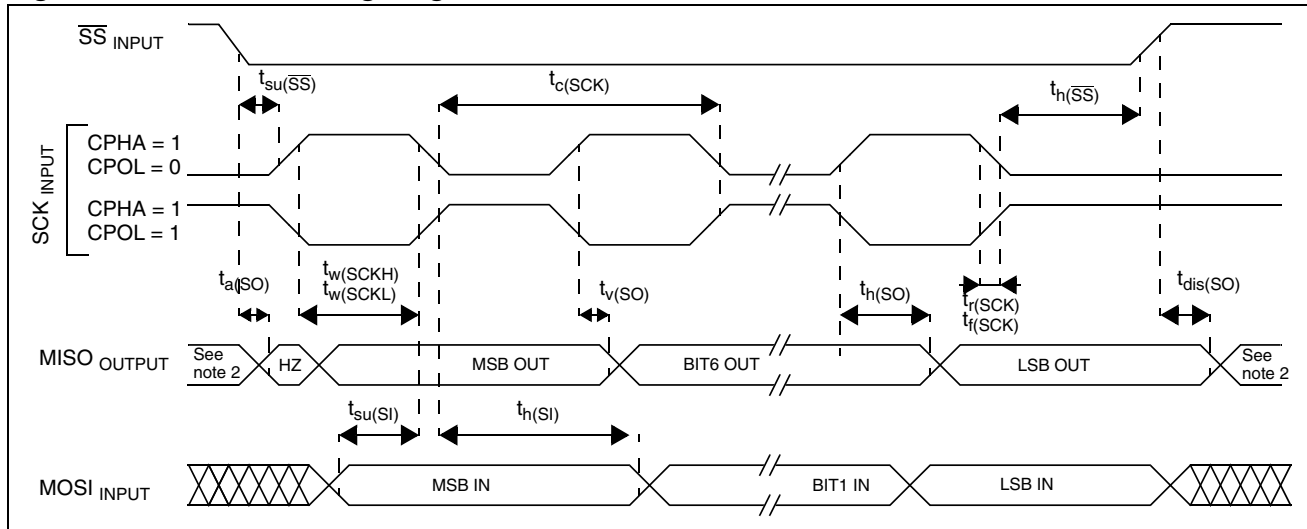 SS INPUT
tsu(SS)
tc(SCK)
th(SS)
SCK INPUT
CPHA = 1
CPOL = 0
CPHA = 1
CPOL = 1
ta(SO)
tw(SCKH)
tw(SCKL)
tv(SO)
th(SO)
tr(SCK)
tf(SCK)
tdis(SO)
MISO OUTPUT
See
note 2
HZ
MSB OUT
BIT6 OUT
LSB OUT
See
note 2
tsu(SI)
th(SI)
MOSI INPUT
MSB IN
BIT1 IN
LSB IN